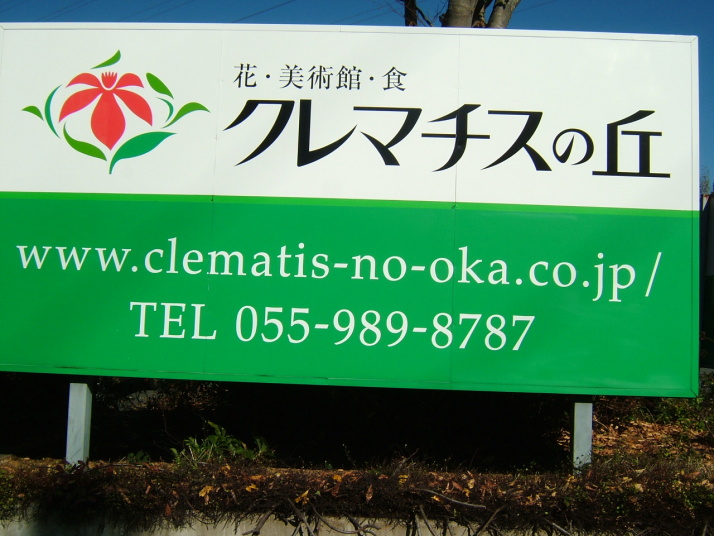 花・美術館・食
クレマチスの丘
www.clematis-no-oka.co.jp/
TEL 055-989-8787